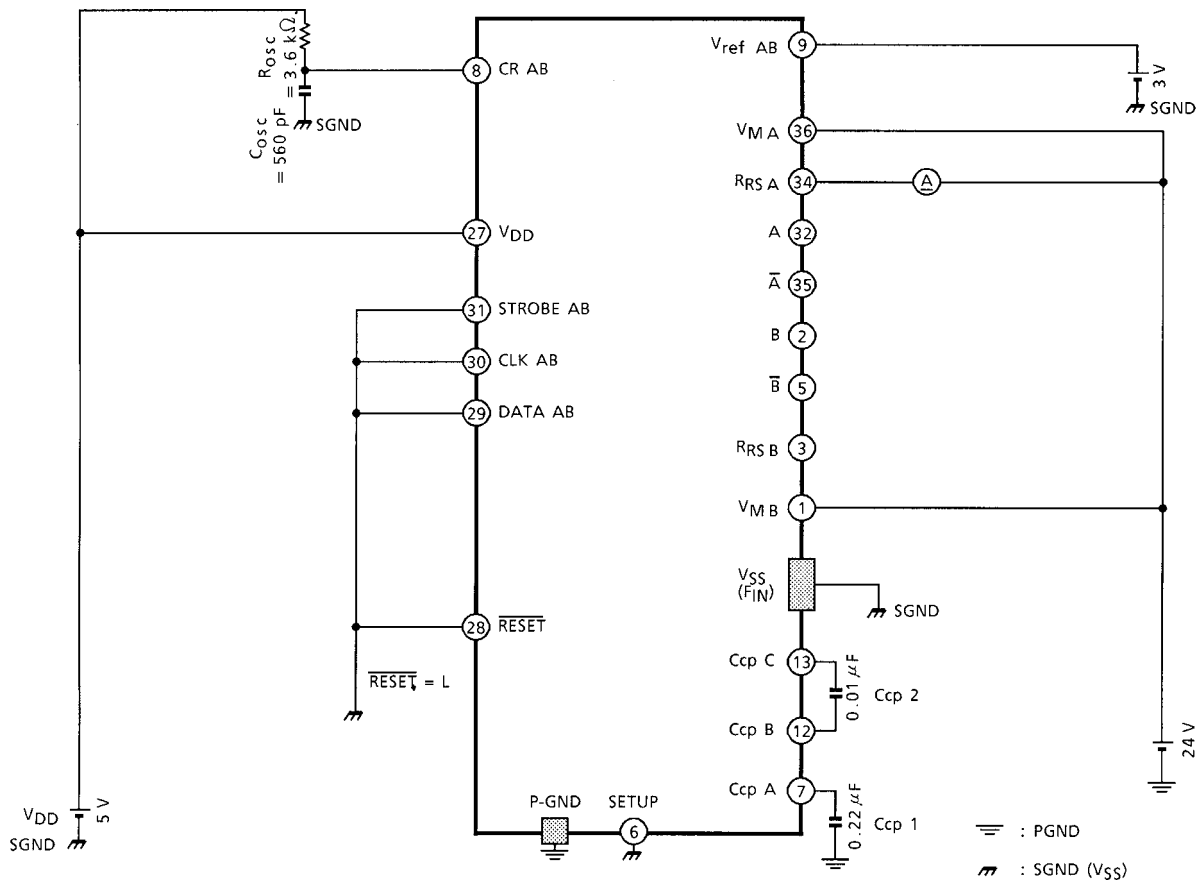 Rosc
= 3.6 kΩ
Cosc
= 560 pF
SGND
8 CR AB
27 VDD
31 STROBE AB
30 CLK AB
29 DATA AB
28 RESET
RESET = L
VDD
5 V
SGND
P-GND
SETUP
6
Vref AB 9
3 V
SGND
VM A 36
RRS A 34
A
A 32
A 35
B 2
B 5
RRS B 3
VM B 1
VSS
(FIN)
SGND
Ccp C 13
0.01 μF
Ccp 2
Ccp B 12
Ccp A 7
0.22 μF
Ccp 1
24 V
: PGND
: SGND (VSS)